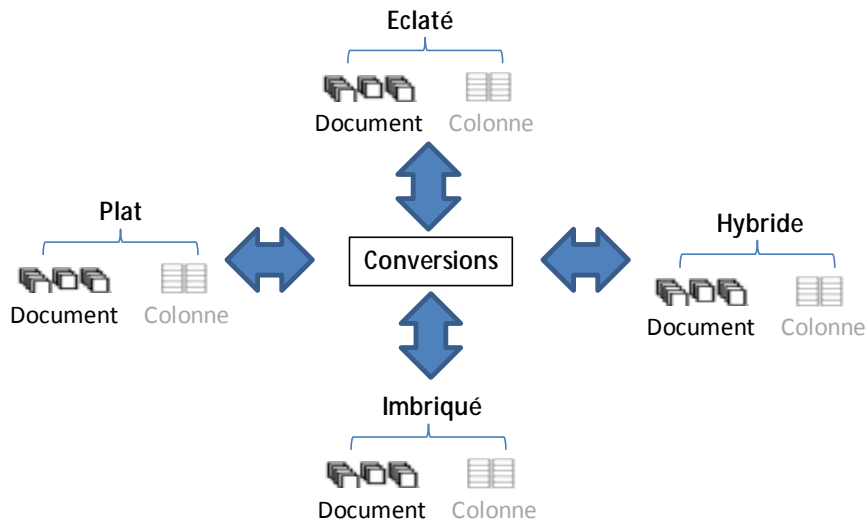 Eclaté
Document Colonne
Plat
Document Colonne
Conversions
Hybride
Document Colonne
Imbriqué
Document Colonne